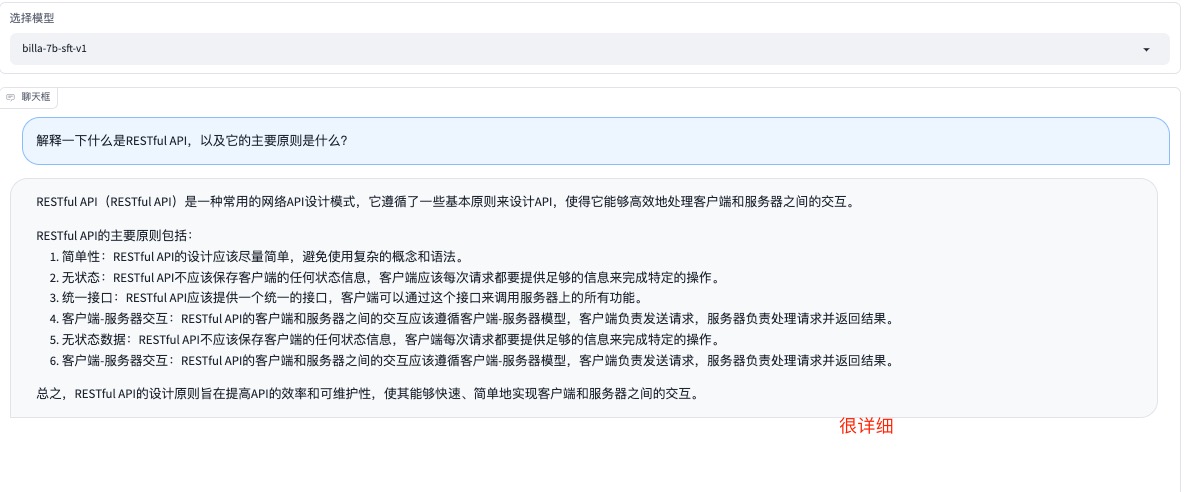 选择模型
billa-7b-sft-v1
聊天框
解释一下什么是RESTful API，以及它的主要原则是什么？
RESTful API（RESTful API）是一种常用的网络API设计模式，它遵循了一些基本原则来设计API，使得它能够高效地处理客户端和服务器之间的交互。
RESTful API的主要原则包括：
1. 简单性：RESTful API的设计应该尽量简单，避免使用复杂的概念和语法。
2. 无状态：RESTful API不应该保存客户端的任何状态信息，客户端应该每次请求都要提供足够的信息来完成特定的操作。
3. 统一接口：RESTful API应该提供一个统一的接口，客户端可以通过这个接口来调用服务器上的所有功能。
4. 客户端-服务器交互：RESTful API的客户端和服务器之间的交互应该遵循客户端-服务器模型，客户端负责发送请求，服务器负责处理请求并返回结果。
5. 无状态数据：RESTful API不应该保存客户端的任何状态信息，客户端每次请求都要提供足够的信息来完成特定的操作。
6. 客户端-服务器交互：RESTful API的客户端和服务器之间的交互应该遵循客户端-服务器模型，客户端负责发送请求，服务器负责处理请求并返回结果。
总之，RESTful API的设计原则旨在提高API的效率和可维护性，使其能够快速、简单地实现客户端和服务器之间的交互。
很详细